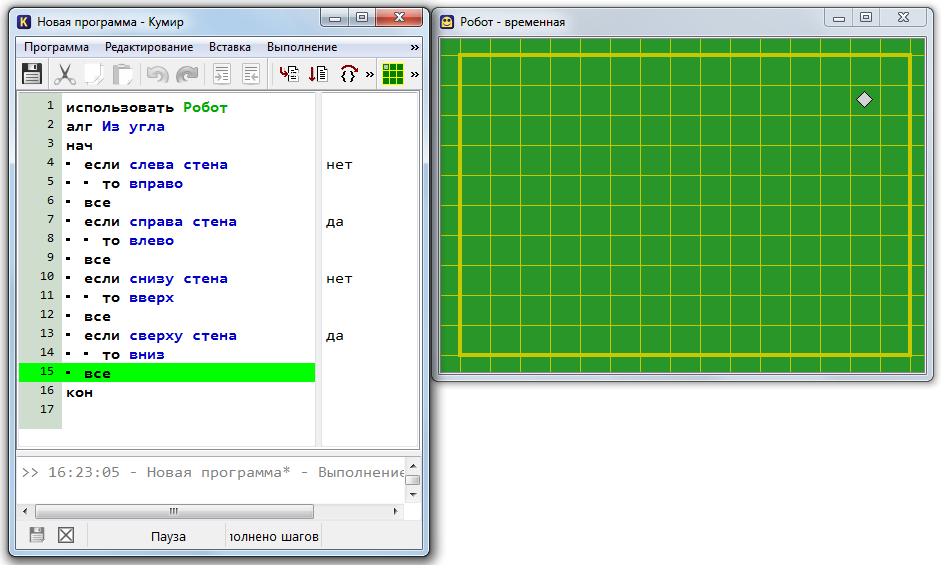 Новая программа - Кумир
Программа Редактирование Вставка Выполнение »
1 использовать Робот
2 алг Из угла
3 нач
4 если слева стена нет
5 то вправо
6 все
7 если справа стена да
8 то влево
9 все
10 если снизу стена нет
11 то вверх
12 все
13 если сверху стена да
14 то вниз
15 все
16 кон
17
>> 16:23:05 - Новая программа* - Выполнение
Пауза
полнено шагов
Робот - временная